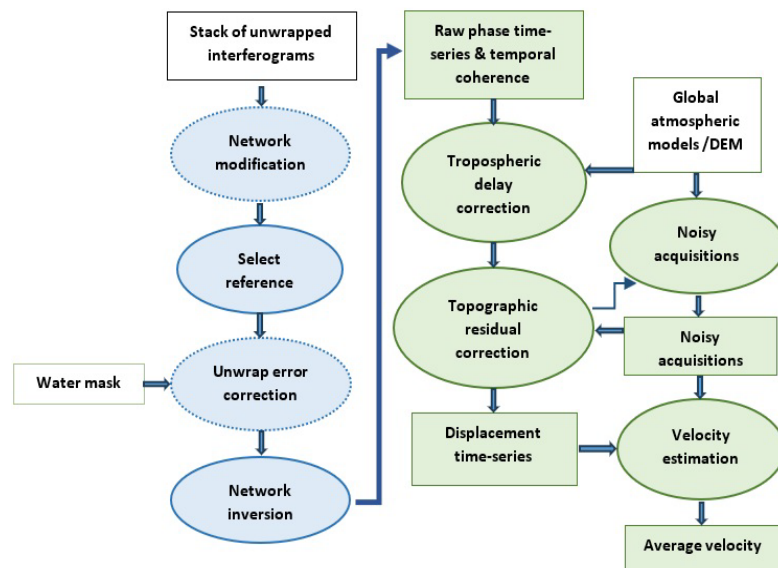 Stack of unwrapped
interferograms
Network
modification
Select
reference
Water mask
Unwrap error
correction
Network
inversion
Raw phase time-
series & temporal
coherence
Global
atmospheric
models /DEM
Tropospheric
delay
correction
Noisy
acquisitions
Topographic
residual
correction
Noisy
acquisitions
Displacement
time-series
Velocity
estimation
Average velocity